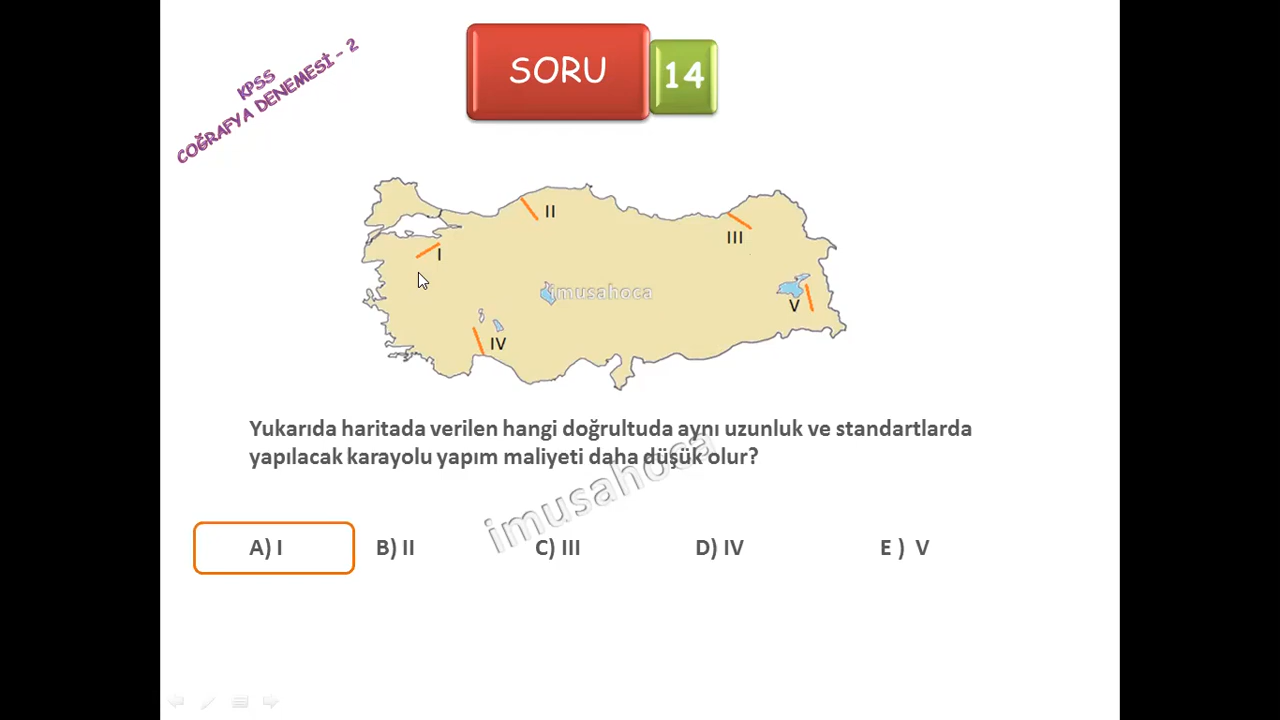 KPSS
COĞRAFYA DENEMESİ - 2
SORU 14
II
III
I
imusahoca
V
IV
Yukarıda haritada verilen hangi doğrultuda aynı uzunluk ve standartlarda
yapılacak karayolu yapım maliyeti daha düşük olur?
imusahoca
A) I B) II C) III D) IV E ) V